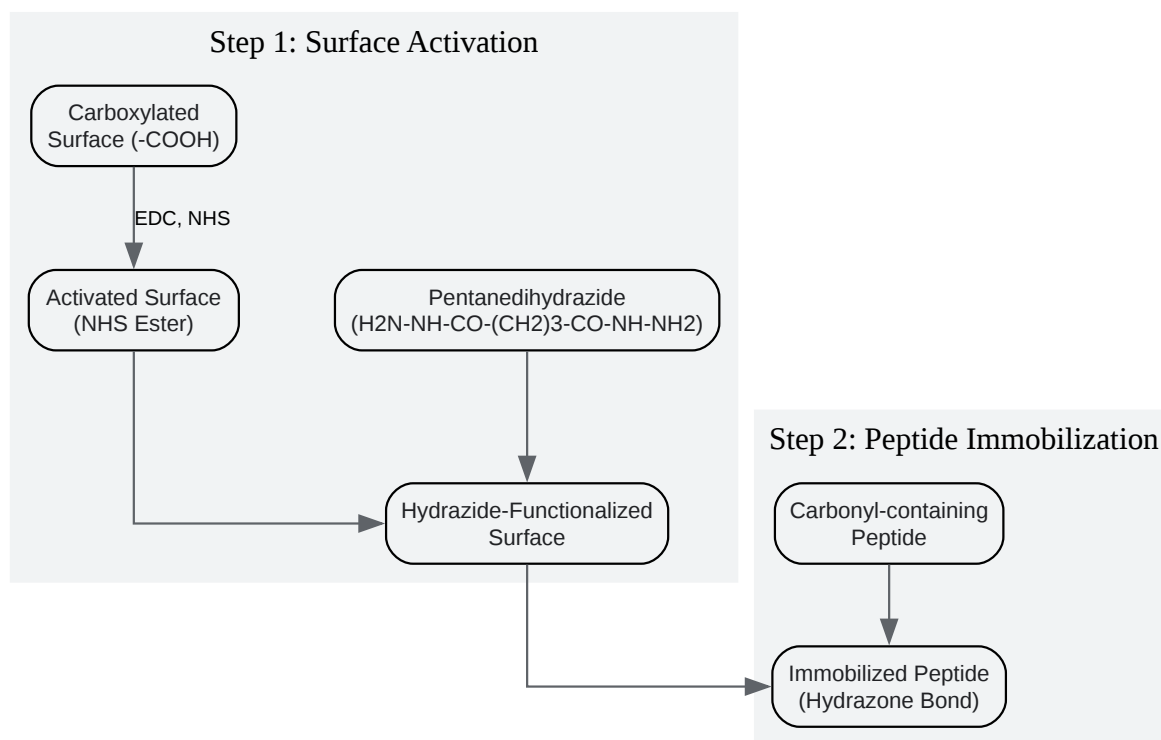 Step 1: Surface Activation
Carboxylated
Surface (-COOH)
EDC, NHS
Activated Surface
(NHS Ester)
Pentanedihydrazide
(H2N-NH-CO-(CH2)3-CO-NH-NH2)
Hydrazide-Functionalized
Surface
Step 2: Peptide Immobilization
Carbonyl-containing
Peptide
Immobilized Peptide
(Hydrazone Bond)